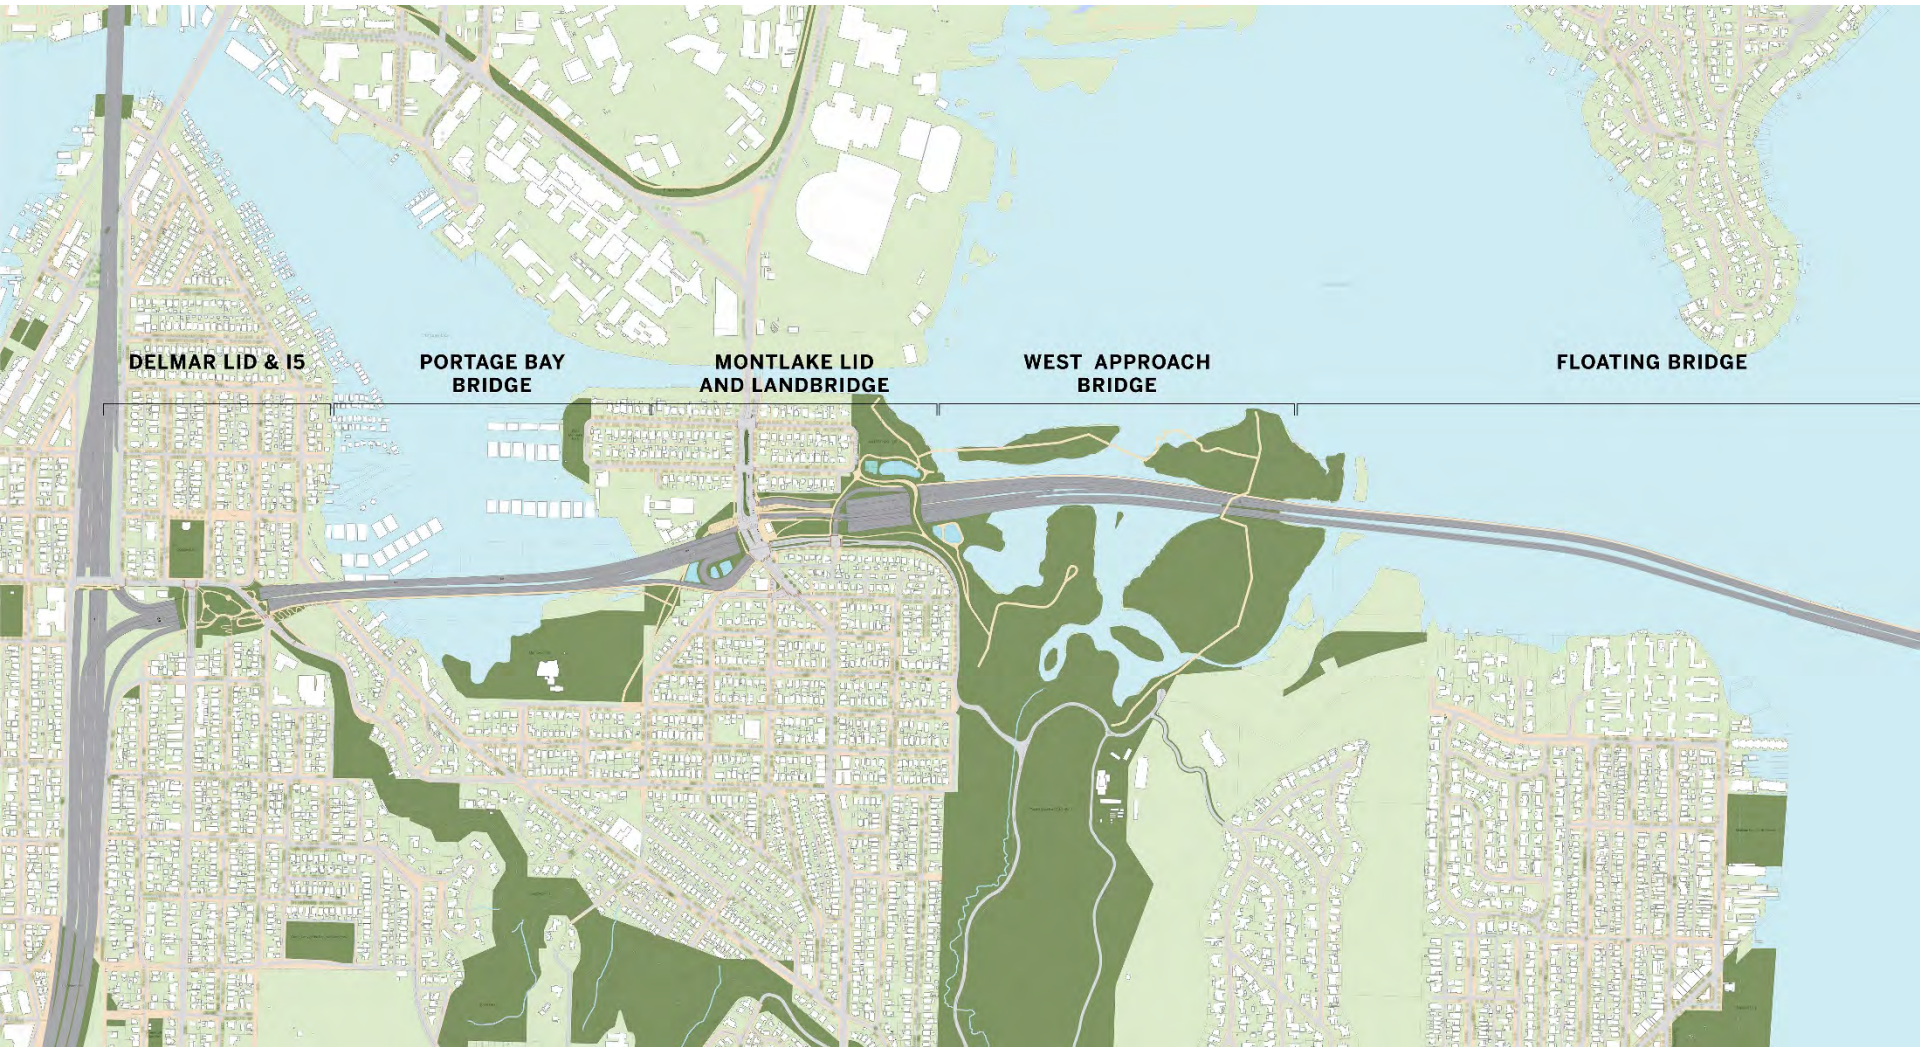 DELMAR LID & I5
PORTAGE BAY
BRIDGE
MONTLAKE LID
AND LANDBRIDGE
WEST APPROACH
BRIDGE
FLOATING BRIDGE